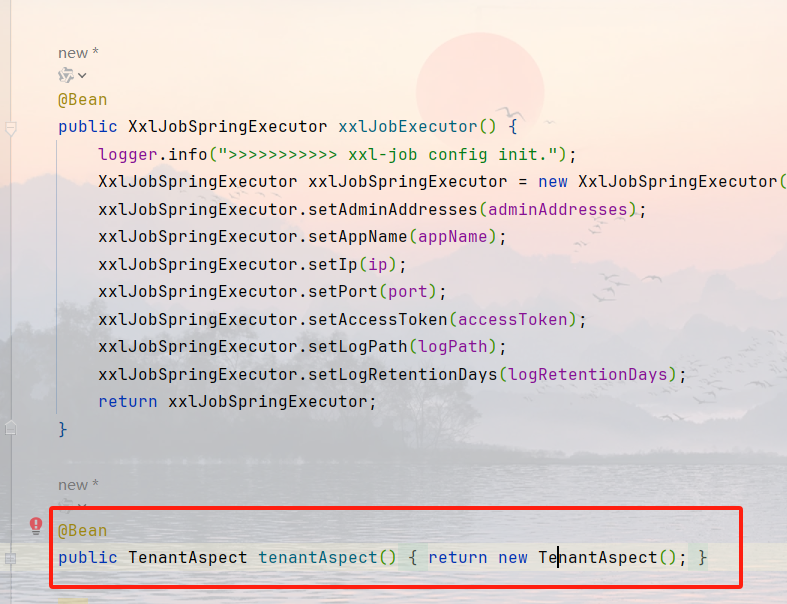 new *
@Bean
public XxlJobSpringExecutor xxlJobExecutor() {
logger.info(">>>>>>>>>>> xxl-job config init.");
XxlJobSpringExecutor xxlJobSpringExecutor = new XxlJobSpringExecutor(
xxlJobSpringExecutor.setAdminAddresses(adminAddresses);
xxlJobSpringExecutor.setAppName(appName);
xxlJobSpringExecutor.setIp(ip);
xxlJobSpringExecutor.setPort(port);
xxlJobSpringExecutor.setAccessToken(accessToken);
xxlJobSpringExecutor.setLogPath(logPath);
xxlJobSpringExecutor.setLogRetentionDays(logRetentionDays);
return xxlJobSpringExecutor;
}
new *
@Bean
public TenantAspect tenantAspect() { return new TenantAspect(); }